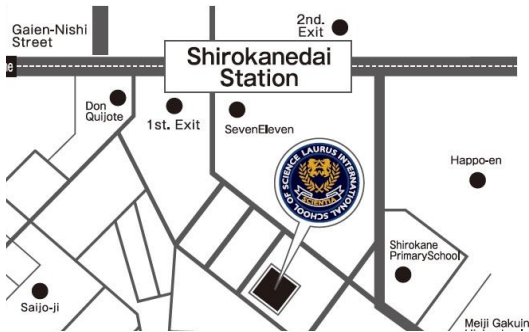 Gaien-Nishi
Street
2nd.
Exit
Shirokanedai
Station
e
Don
Quijote
1st. Exit
SevenEleven
LAURUS INTERNATIONAL SCHOOL OF SCIENCE
SCIENTIA
Happo-en
Shirokane
PrimarySchool
Saijo-ji
Meiji Gakuin